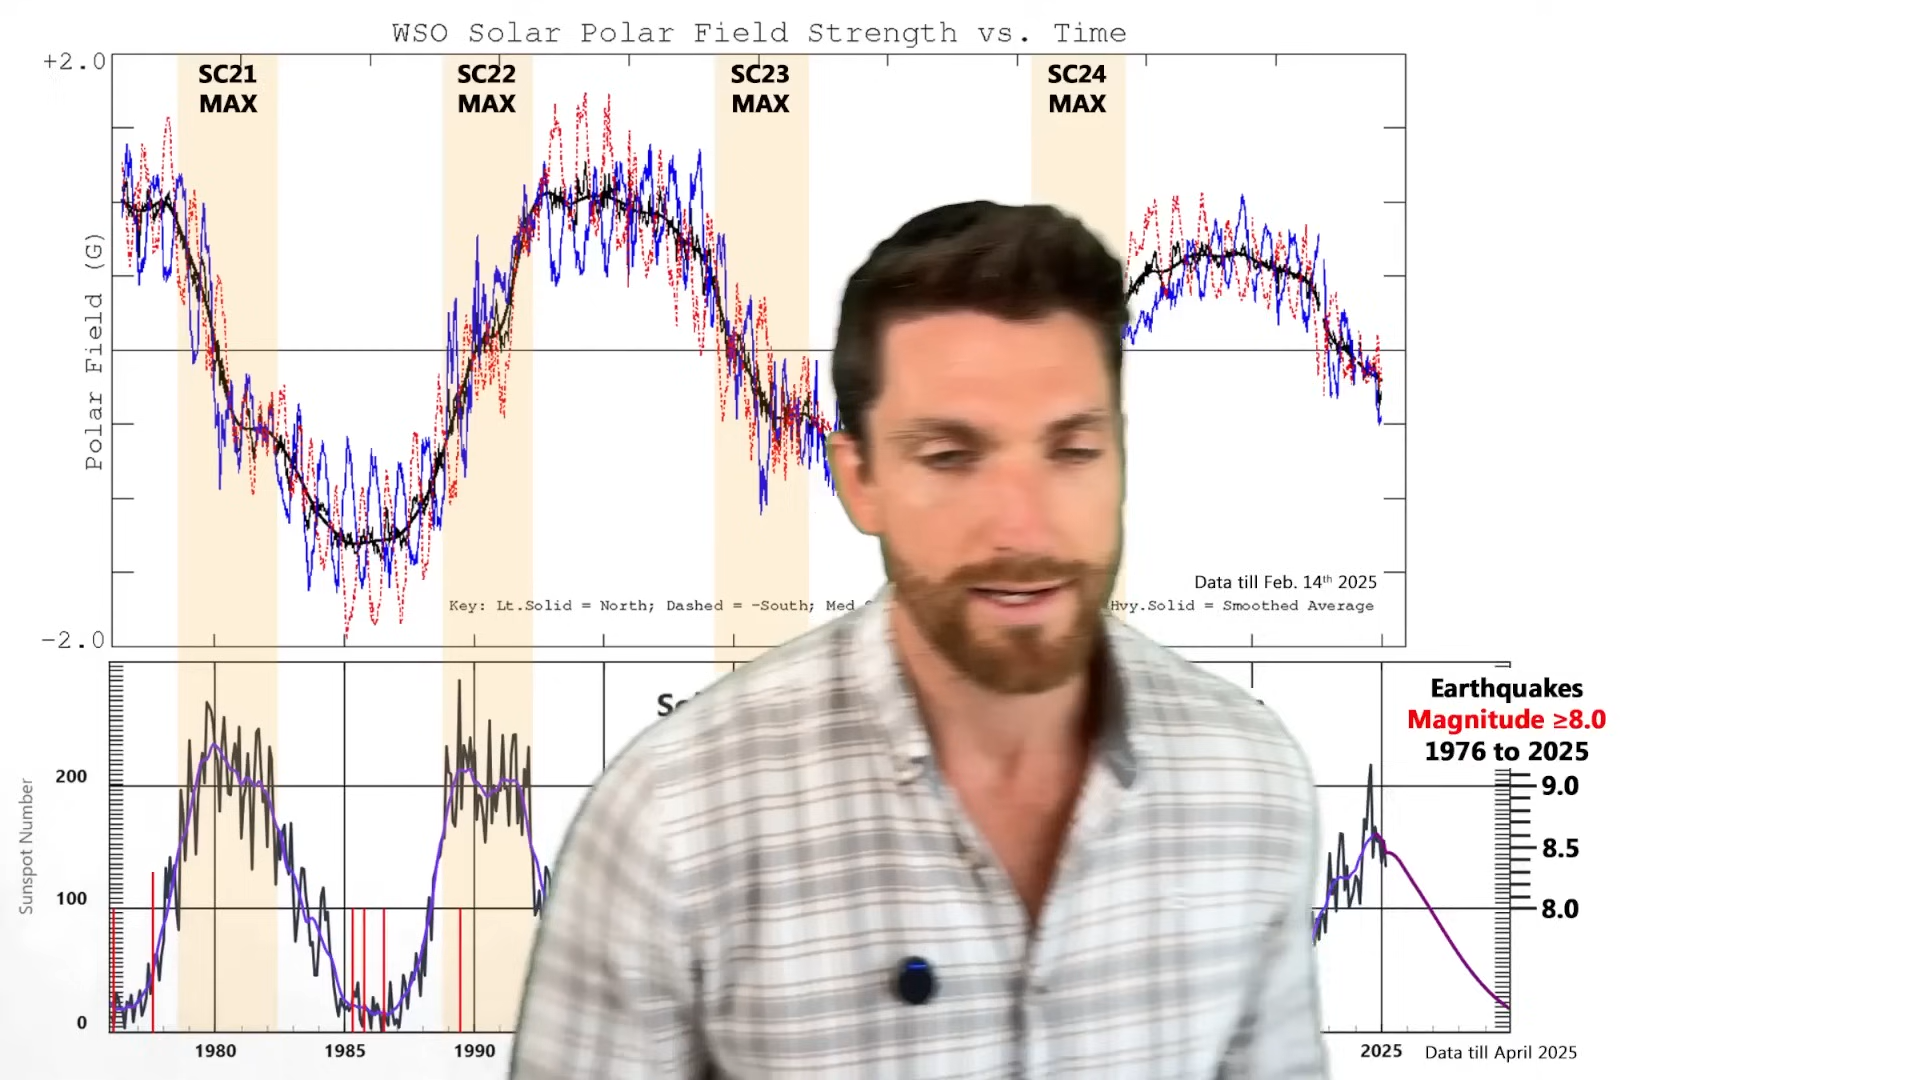 WSO Solar Polar Field Strength vs. Time
+2.0
SC21
MAX
SC22
MAX
SC23
MAX
SC24
MAX
Polar Field (G)
Data till Feb. 14th 2025
Key: Lt.Solid = North; Dashed = -South; Med
Hvy.Solid = Smoothed Average
-2.0
Earthquakes
Magnitude ≥8.0
1976 to 2025
Sunspot Number
200
100
0
9.0
8.5
8.0
1980
1985
1990
2025
Data till April 2025